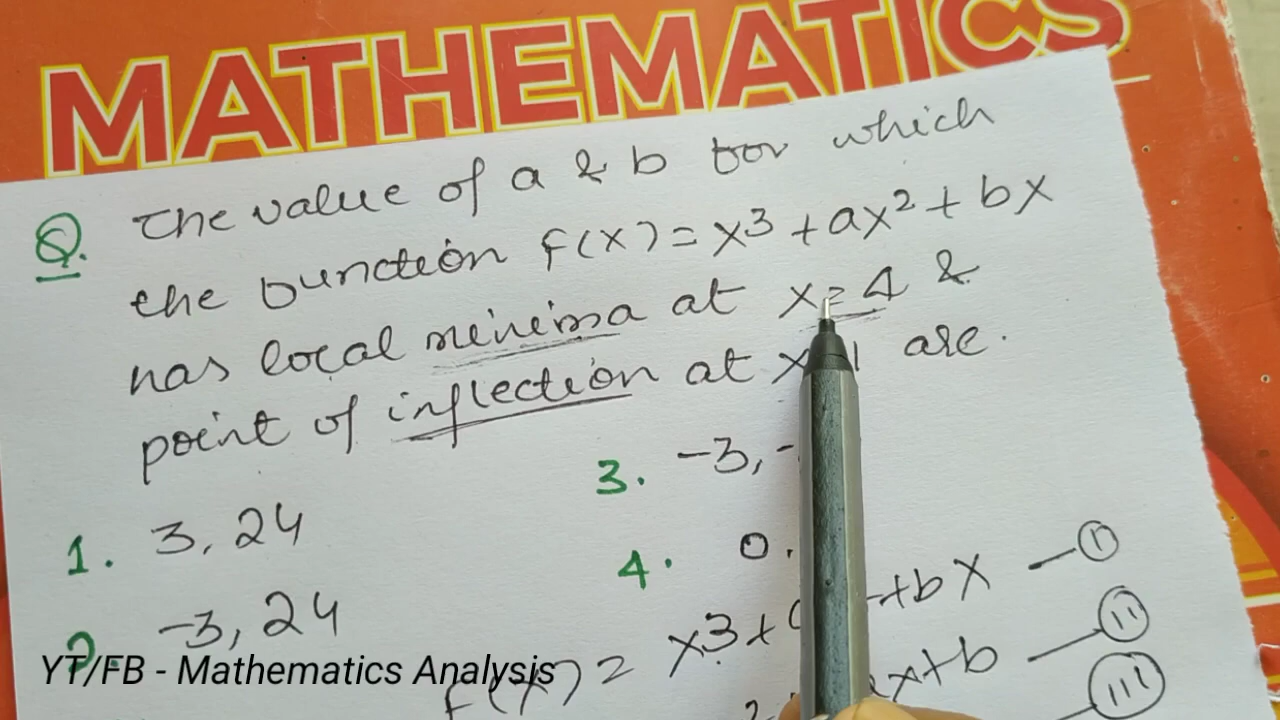 MATHEMATICS
Q. The value of a & b for which
the function f(x) = x³ + ax² + bx
has local minima at x = 4 &
point of inflection at x 1 are.
1. 3, 24
2. -3, 24
3. -3, -
4. 0.
f(x) = x³ + +bx — (i)
x+b — (ii)
(iii)
YT/FB - Mathematics Analysis